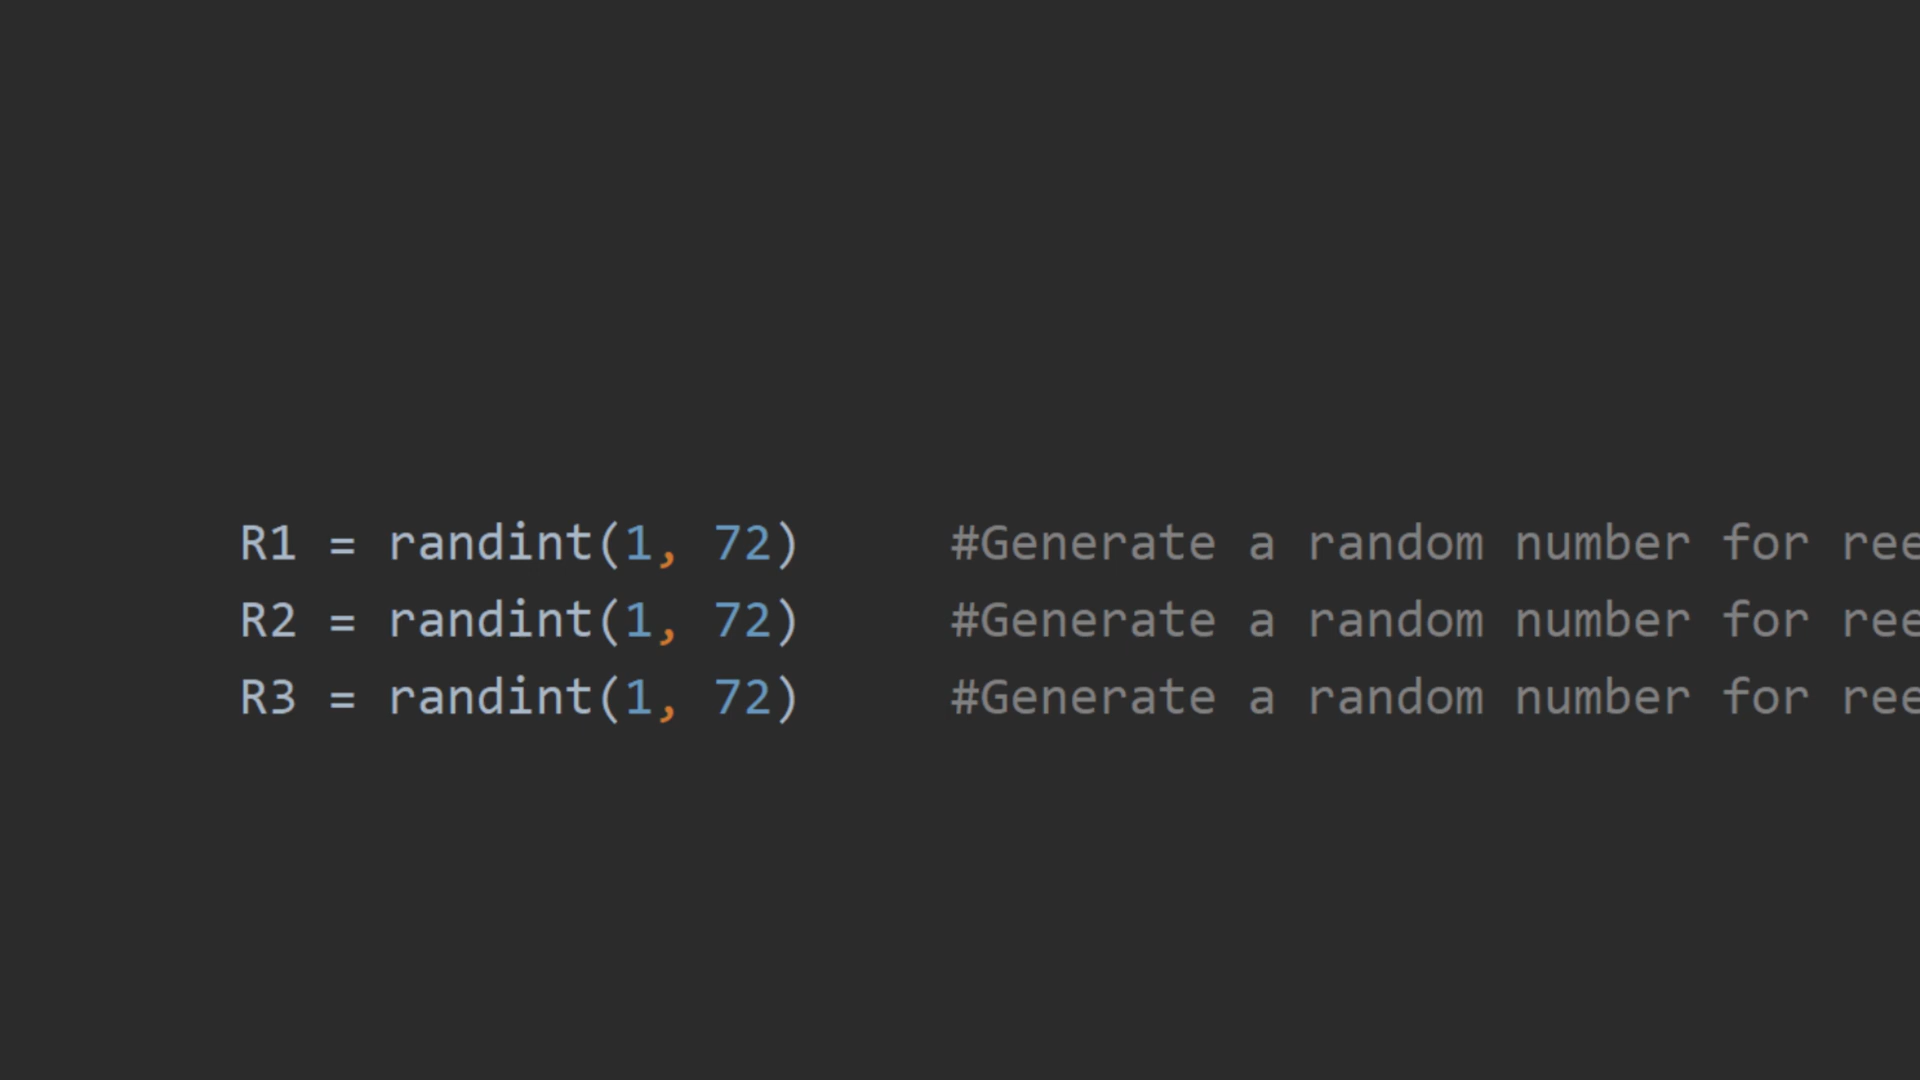 R1 = randint(1, 72) #Generate a random number for ree
R2 = randint(1, 72) #Generate a random number for ree
R3 = randint(1, 72) #Generate a random number for ree